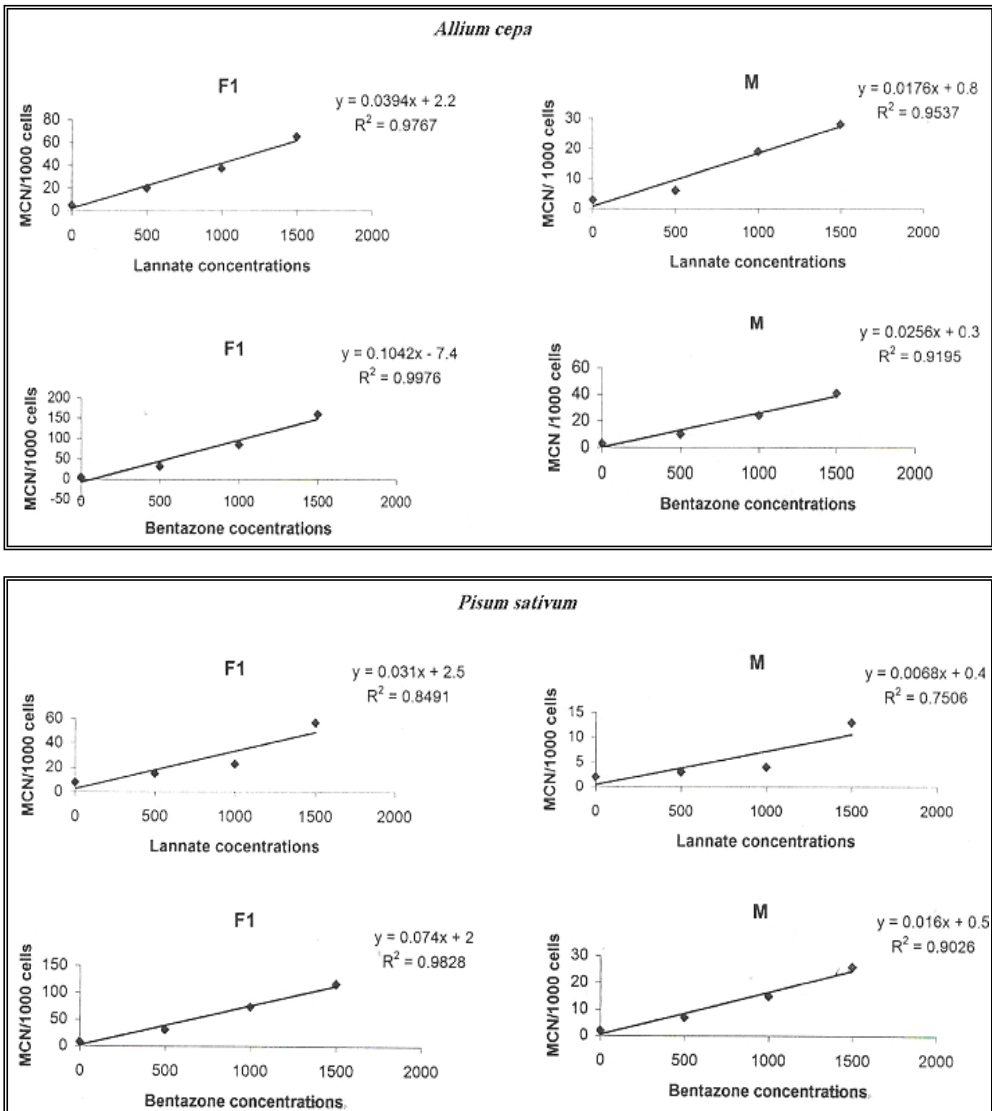 Allium cepa
F1
y = 0.0394x + 2.2
R² = 0.9767
MCN/1000 cells
80
60
40
20
0
0 500 1000 1500 2000
Lannate concentrations
M
y = 0.0176x + 0.8
R² = 0.9537
MCN/ 1000 cells
30
20
10
0
0 500 1000 1500 2000
Lannate concentrations
F1
y = 0.1042x - 7.4
R² = 0.9976
MCN/1000 cells
200
150
100
50
0
-50
0 500 1000 1500 2000
Bentazone cocentrations
M
y = 0.0256x + 0.3
R² = 0.9195
MCN /1000 cells
60
40
20
0
0 500 1000 1500 2000
Bentazone concentrations
Pisum sativum
F1
y = 0.031x + 2.5
R² = 0.8491
MCN/1000 cells
60
40
20
0
0 500 1000 1500 2000
Lannate cocentrations
M
y = 0.0068x + 0.4
R² = 0.7506
MCN/1000 cells
15
10
5
0
0 500 1000 1500 2000
Lannate concentrations
F1
y = 0.074x + 2
R² = 0.9828
MCN/1000 cells
150
100
50
0
0 500 1000 1500 2000
Bentazone concentrations
M
y = 0.016x + 0.5
R² = 0.9026
MCN/1000 cells
30
20
10
0
0 500 1000 1500 2000
Bentazone concentrations